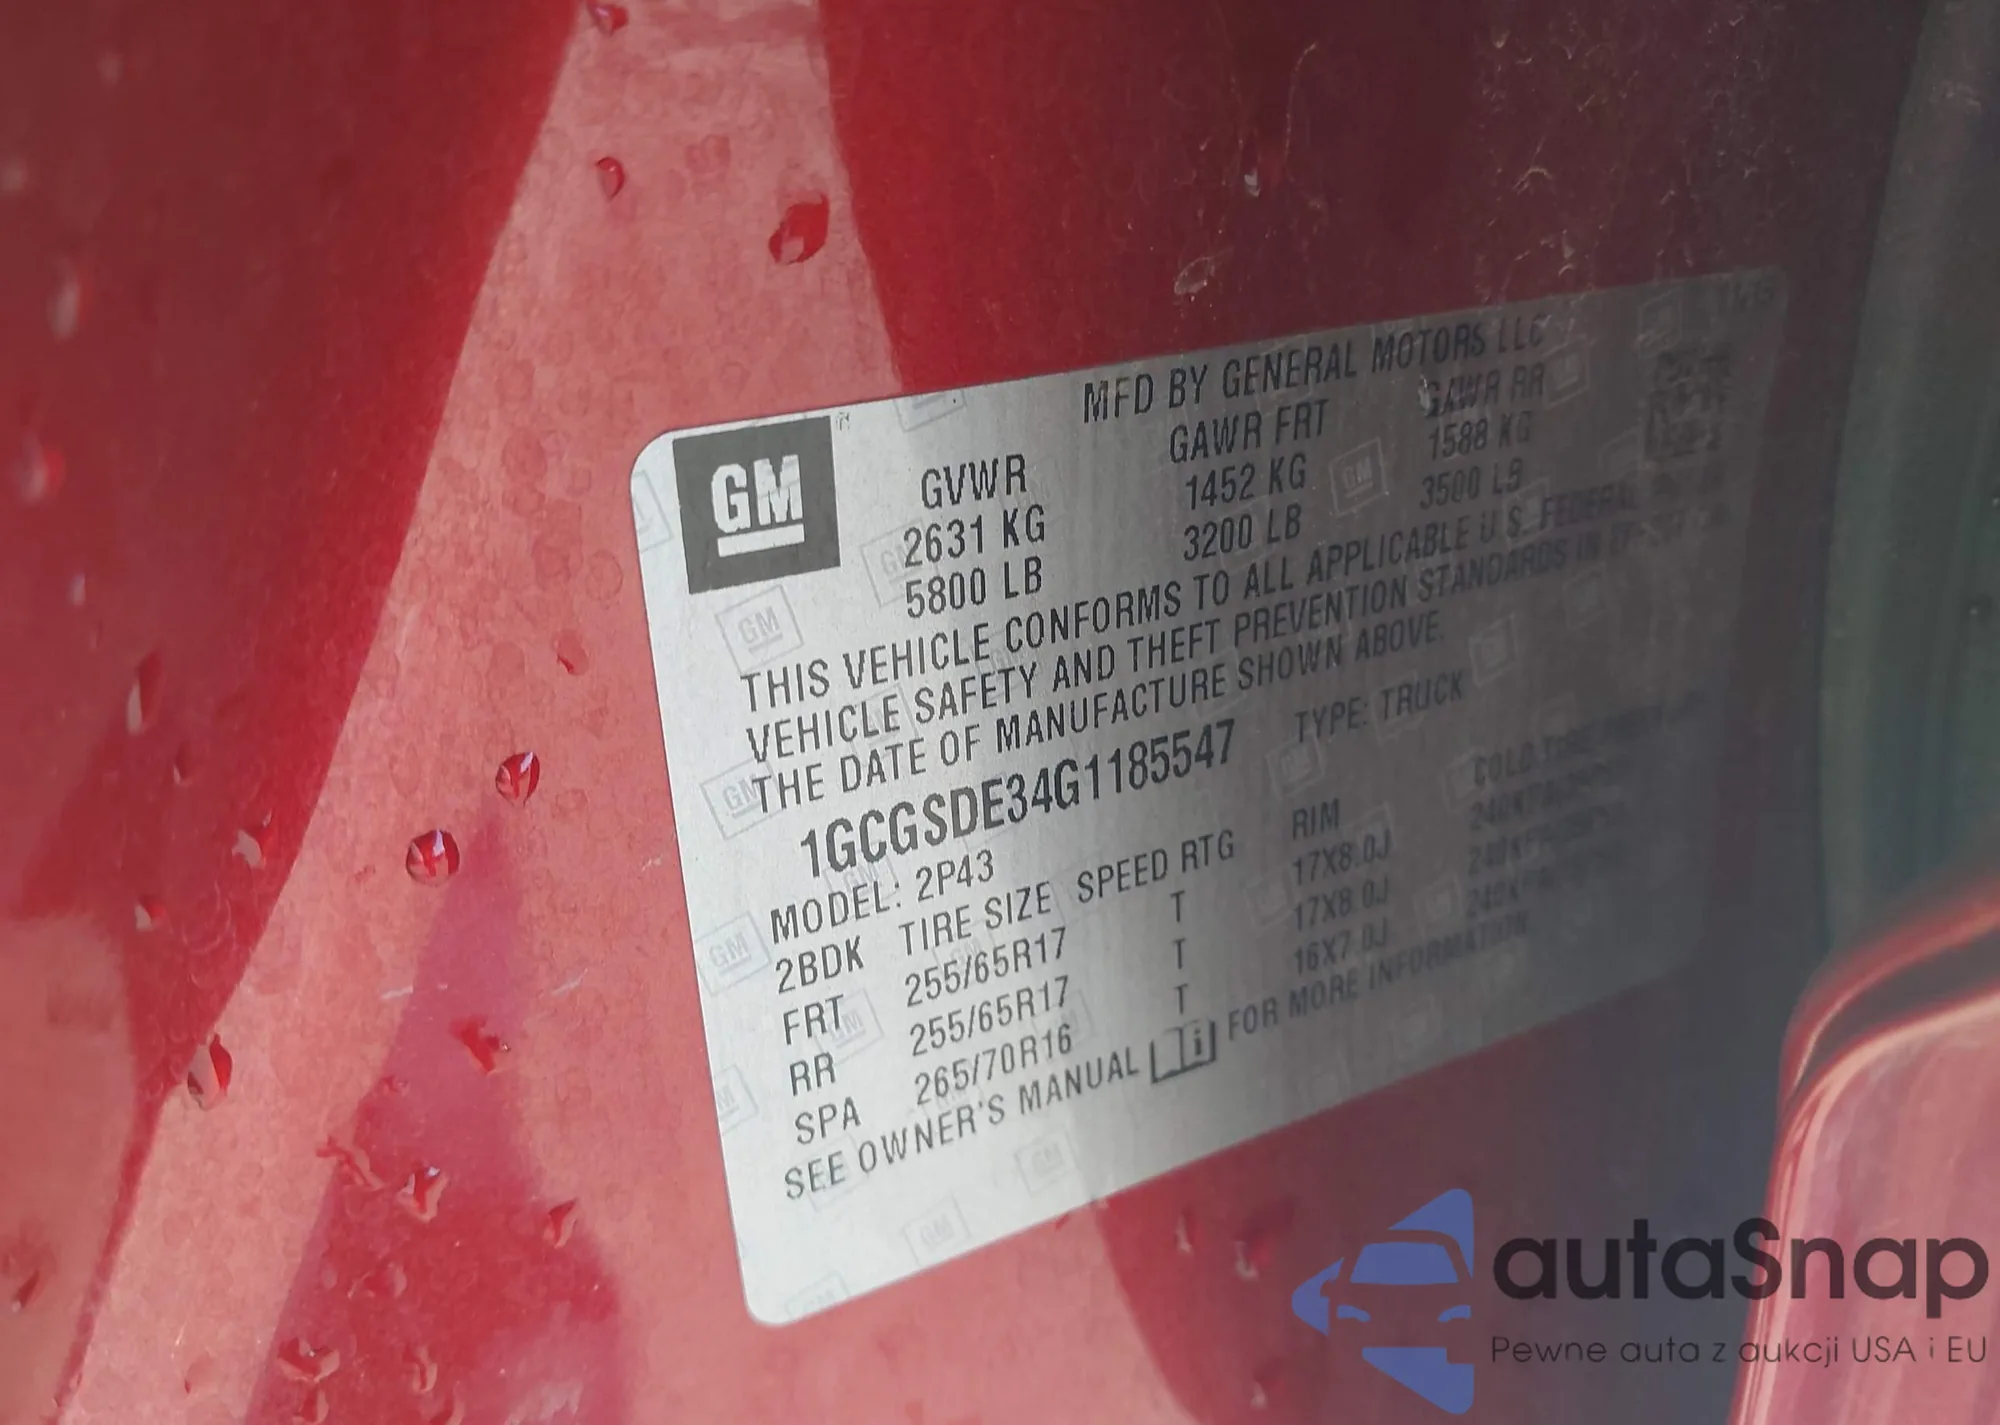 GM
MFD BY GENERAL MOTORS LLC
GVWR GAWR FRT GAWR RR
2631 KG 1452 KG 1588 KG
5800 LB 3200 LB 3500 LB
THIS VEHICLE CONFORMS TO ALL APPLICABLE U.S. FEDERAL
VEHICLE SAFETY AND THEFT PREVENTION STANDARDS IN EFFECT ON
THE DATE OF MANUFACTURE SHOWN ABOVE.
1GCGSDE34G1185547 TYPE: TRUCK
MODEL: 2P43
2BDK TIRE SIZE SPEED RTG RIM COLD TIRE
FRT 255/65R17 T 17X8.0J
RR 255/65R17 T 17X8.0J
SPA 265/70R16 T 16X7.0J
SEE OWNER'S MANUAL FOR MORE INFORMATION
autaSnap
Pewne auta z aukcji USA i EU